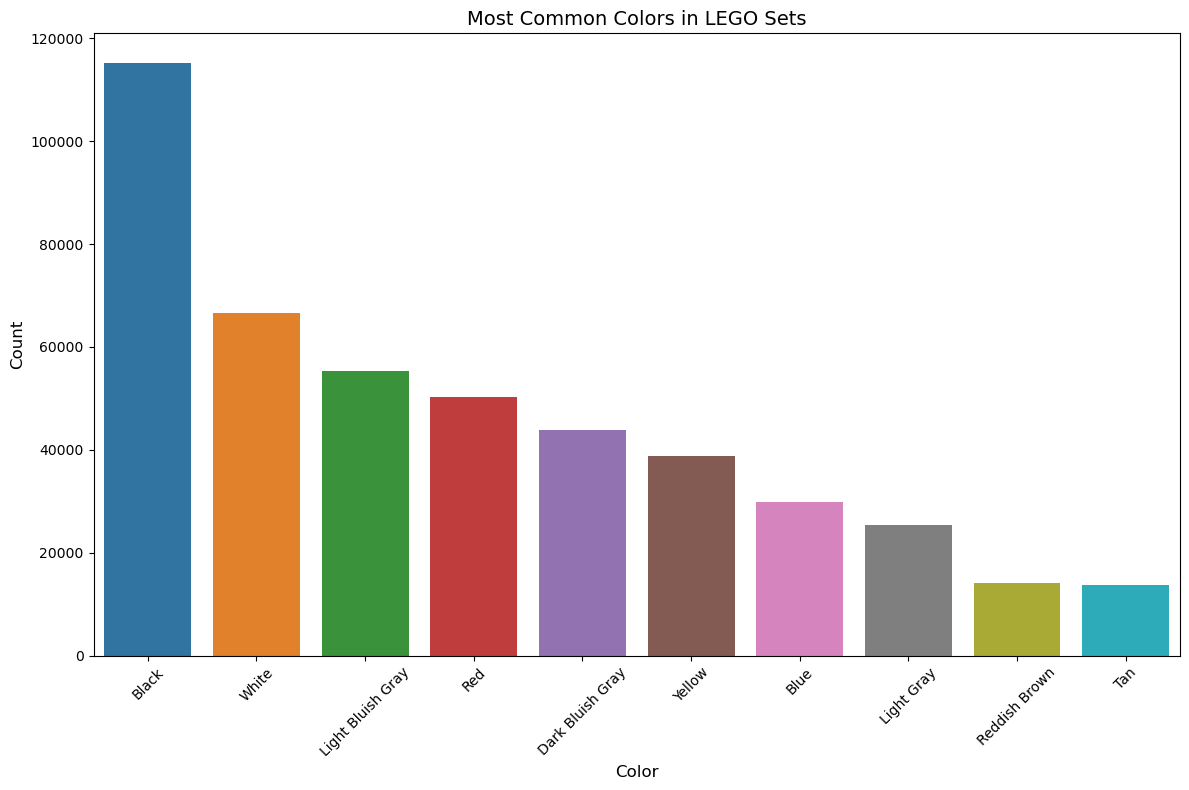 Most Common Colors in LEGO Sets
120000
100000
80000
60000
40000
20000
0
Count
Black
White
Light Bluish Gray
Red
Dark Bluish Gray
Yellow
Blue
Light Gray
Reddish Brown
Tan
Color